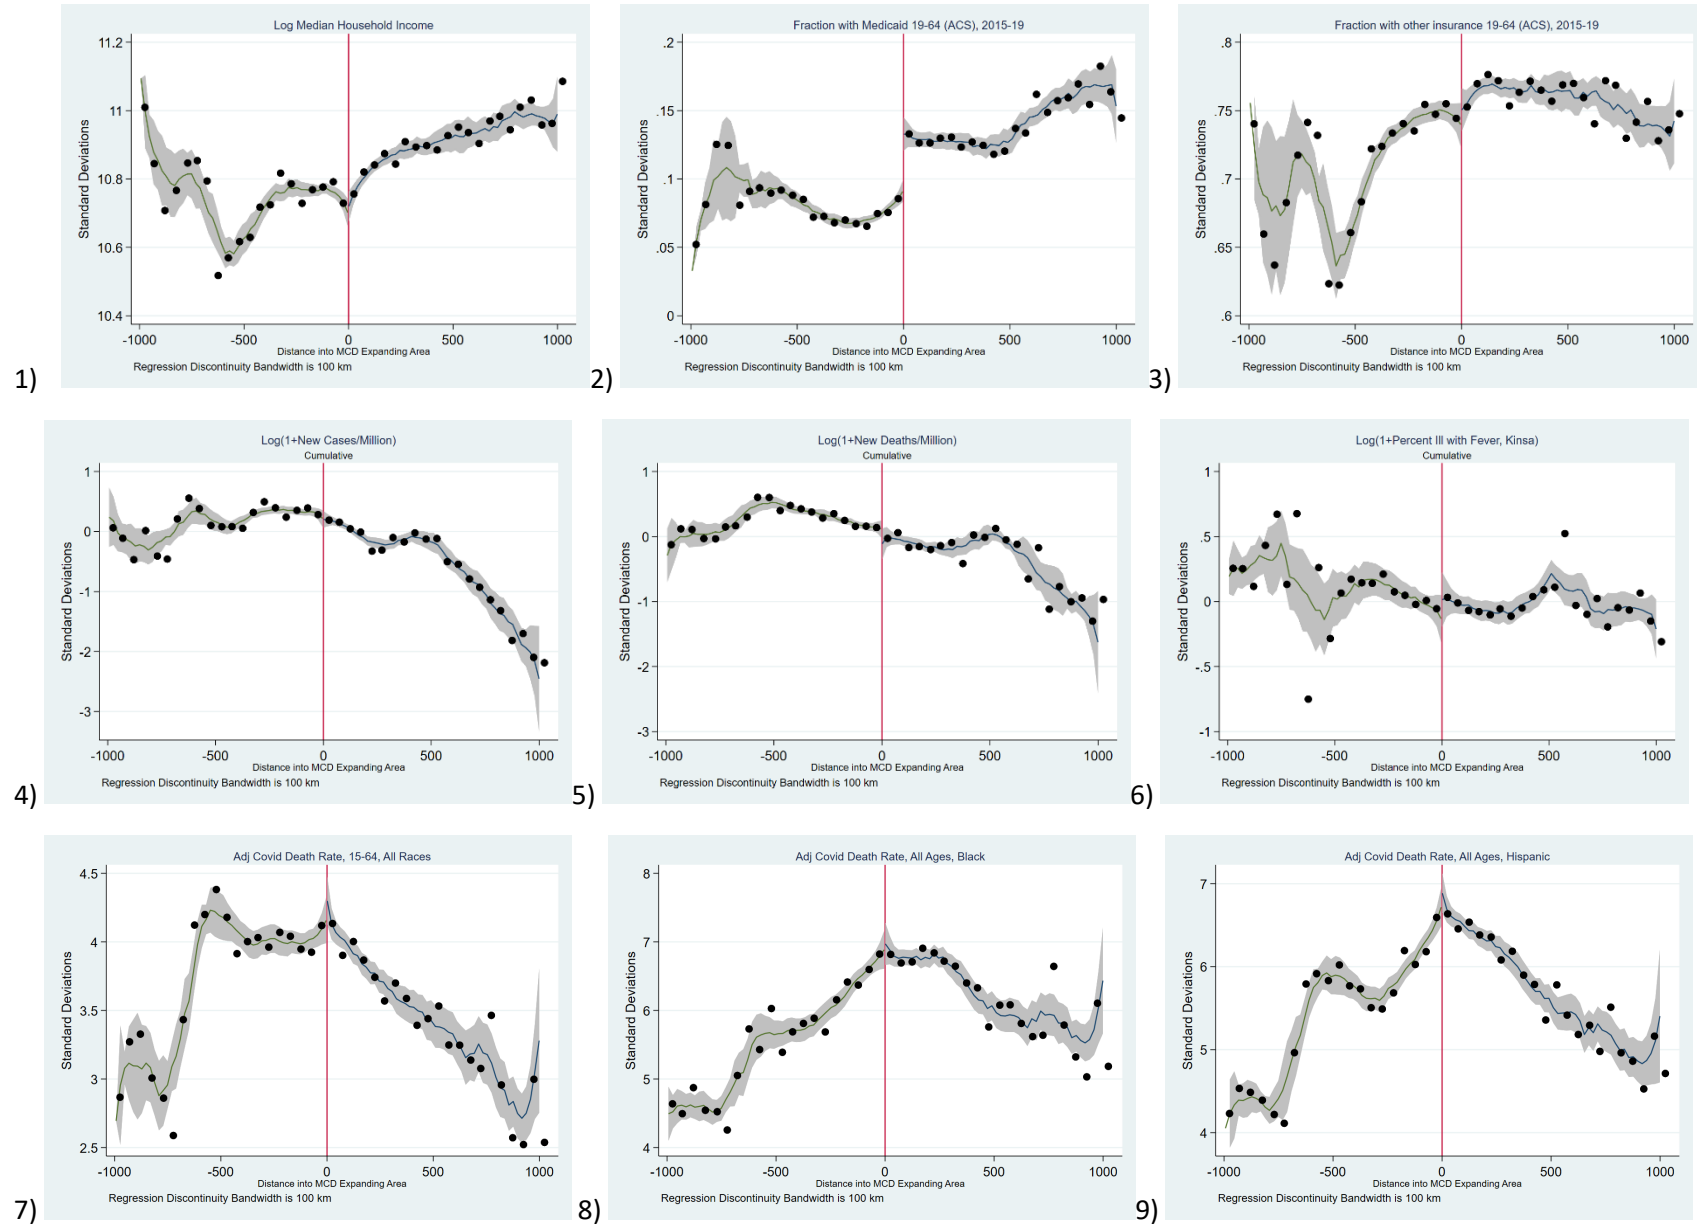 Log Median Household Income
11.2
11
10.8
10.6
10.4
Standard Deviations
-1000
-500
0
500
1000
Distance into MCD Expanding Area
Regression Discontinuity Bandwidth is 100 km
1)
Fraction with Medicaid 19-64 (ACS), 2015-19
.2
.15
.1
.05
0
Standard Deviations
-1000
-500
0
500
1000
Distance into MCD Expanding Area
Regression Discontinuity Bandwidth is 100 km
2)
Fraction with other insurance 19-64 (ACS), 2015-19
.8
.75
.7
.65
.6
Standard Deviations
-1000
-500
0
500
1000
Distance into MCD Expanding Area
Regression Discontinuity Bandwidth is 100 km
3)
Log(1+New Cases/Million)
Cumulative
1
0
-1
-2
-3
Standard Deviations
-1000
-500
0
500
1000
Distance into MCD Expanding Area
Regression Discontinuity Bandwidth is 100 km
4)
Log(1+New Deaths/Million)
Cumulative
1
0
-1
-2
-3
Standard Deviations
-1000
-500
0
500
1000
Distance into MCD Expanding Area
Regression Discontinuity Bandwidth is 100 km
5)
Log(1+Percent Ill with Fever, Kinsa)
Cumulative
1
.5
0
-.5
-1
Standard Deviations
-1000
-500
0
500
1000
Distance into MCD Expanding Area
Regression Discontinuity Bandwidth is 100 km
6)
Adj Covid Death Rate, 15-64, All Races
4.5
4
3.5
3
2.5
Standard Deviations
-1000
-500
0
500
1000
Distance into MCD Expanding Area
Regression Discontinuity Bandwidth is 100 km
7)
Adj Covid Death Rate, All Ages, Black
8
7
6
5
4
Standard Deviations
-1000
-500
0
500
1000
Distance into MCD Expanding Area
Regression Discontinuity Bandwidth is 100 km
8)
Adj Covid Death Rate, All Ages, Hispanic
7
6
5
4
Standard Deviations
-1000
-500
0
500
1000
Distance into MCD Expanding Area
Regression Discontinuity Bandwidth is 100 km
9)